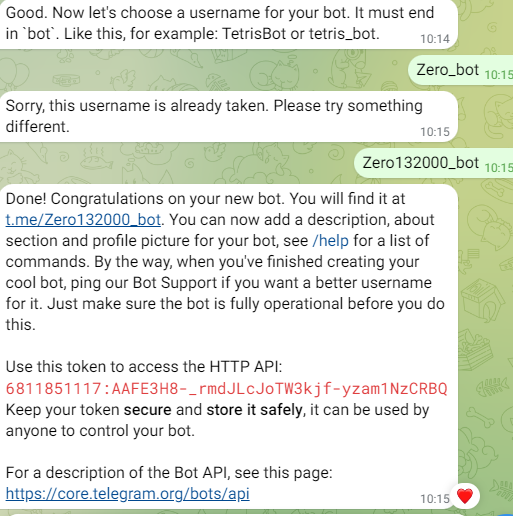 Good. Now let's choose a username for your bot. It must end
in `bot`. Like this, for example: TetrisBot or tetris_bot.
10:14
Zero_bot 10:15
Sorry, this username is already taken. Please try something
different.
10:15
Zero132000_bot 10:15
Done! Congratulations on your new bot. You will find it at
t.me/Zero132000_bot. You can now add a description, about
section and profile picture for your bot, see /help for a list of
commands. By the way, when you've finished creating your
cool bot, ping our Bot Support if you want a better username
for it. Just make sure the bot is fully operational before you do
this.
Use this token to access the HTTP API:
6811851117:AAFE3H8-_rmdJLcJoTW3kjf-yzam1NzCRBQ
Keep your token secure and store it safely, it can be used by
anyone to control your bot.
For a description of the Bot API, see this page:
https://core.telegram.org/bots/api
10:15